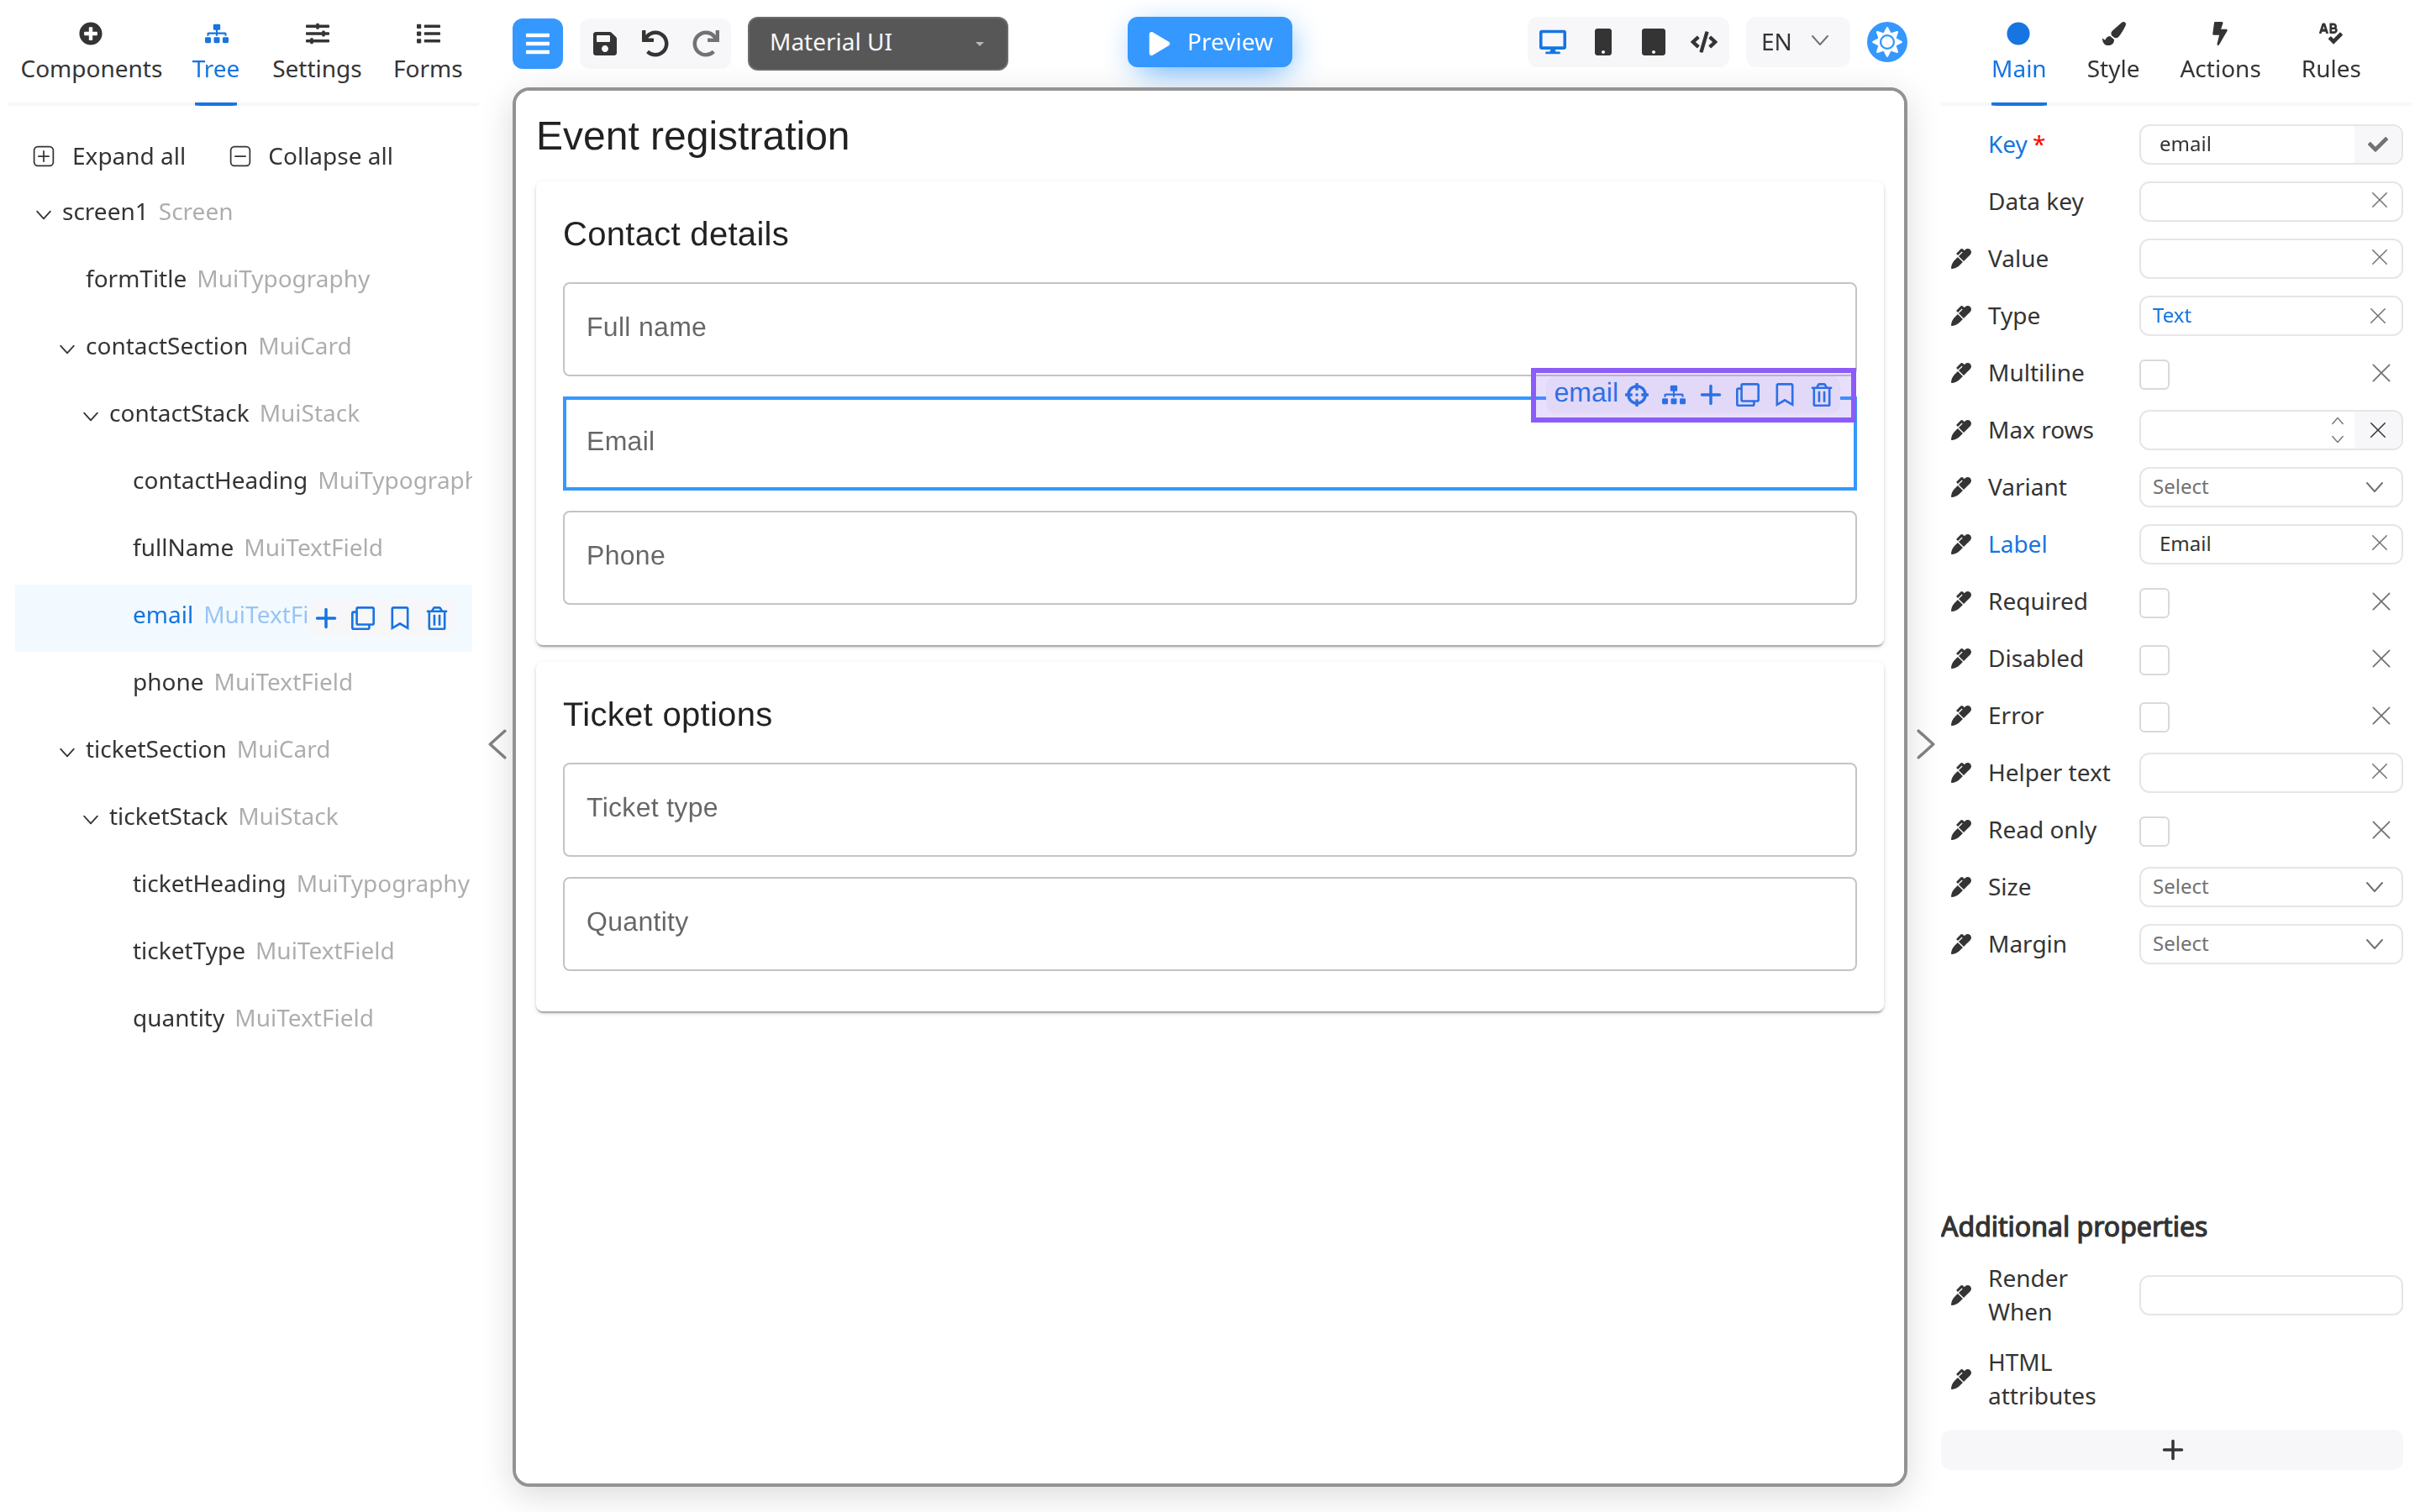 Components Tree Settings Forms
Material UI
Preview
EN
Main Style Actions Rules
Expand all Collapse all
screen1 Screen
formTitle MuiTypography
contactSection MuiCard
contactStack MuiStack
contactHeading MuiTypograph
fullName MuiTextField
email MuiTextFi
phone MuiTextField
ticketSection MuiCard
ticketStack MuiStack
ticketHeading MuiTypography
ticketType MuiTextField
quantity MuiTextField
Event registration
Contact details
Full name
email
Email
Phone
Ticket options
Ticket type
Quantity
Key * email
Data key
Value
Type Text
Multiline
Max rows
Variant Select
Label Email
Required
Disabled
Error
Helper text
Read only
Size Select
Margin Select
Additional properties
Render
When
HTML
attributes